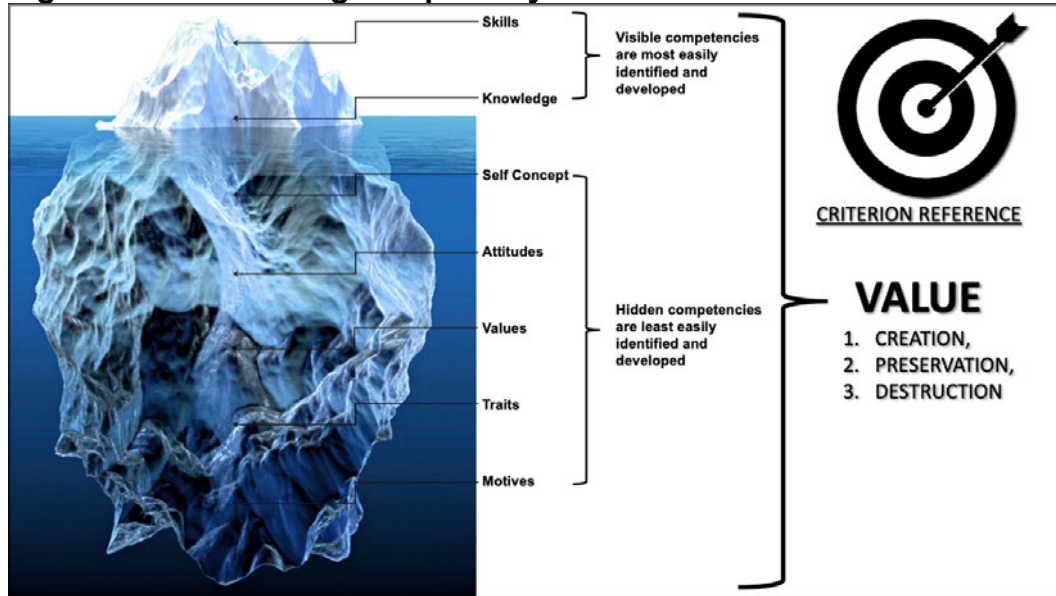 Skills
Visible competencies
are most easily
identified and
developed
Knowledge
Self Concept
Attitudes
Values
Hidden competencies
are least easily
identified and
developed
Traits
Motives
CRITERION REFERENCE
VALUE
1. CREATION,
2. PRESERVATION,
3. DESTRUCTION